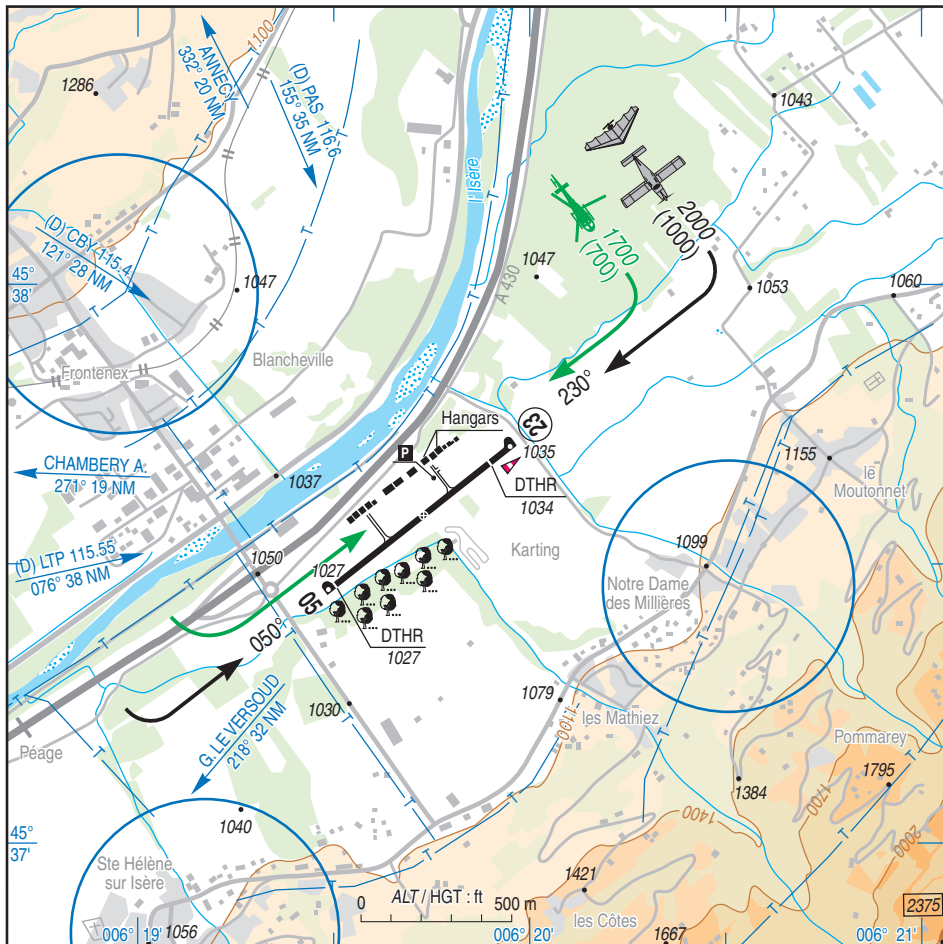 1100
1286
ANNECY
332° 20 NM
(D) PAS 116.6
155° 35 NM
l'Isère
1043
2000
(1000)
1700
(700)
(D) CBY 115.4
121° 28 NM
45°
38'
1047
1047
A 430
1053
1060
Frontenex
Blancheville
230°
Hangars
P
23
1035
DTHR
1034
CHAMBERY A.
271° 19 NM
1037
1155
le
Moutonnet
(D) LTP 115.55
076° 38 NM
1050
1027
Karting
1099
Notre Dame
des Millières
05
050°
DTHR
1027
G. LE VERSOUD
218° 32 NM
1030
1079
1100
les Mathiez
Péage
Pommarey
1795
1384
1700
1400
2000
1040
45°
37'
Ste Hélène
sur Isère
ALT / HGT : ft
0 500 m
1421
les Côtes
2375
006° 19'
1056
006° 20'
1667
006° 21'
T T T T T T T T T T T T T T T T T T T T